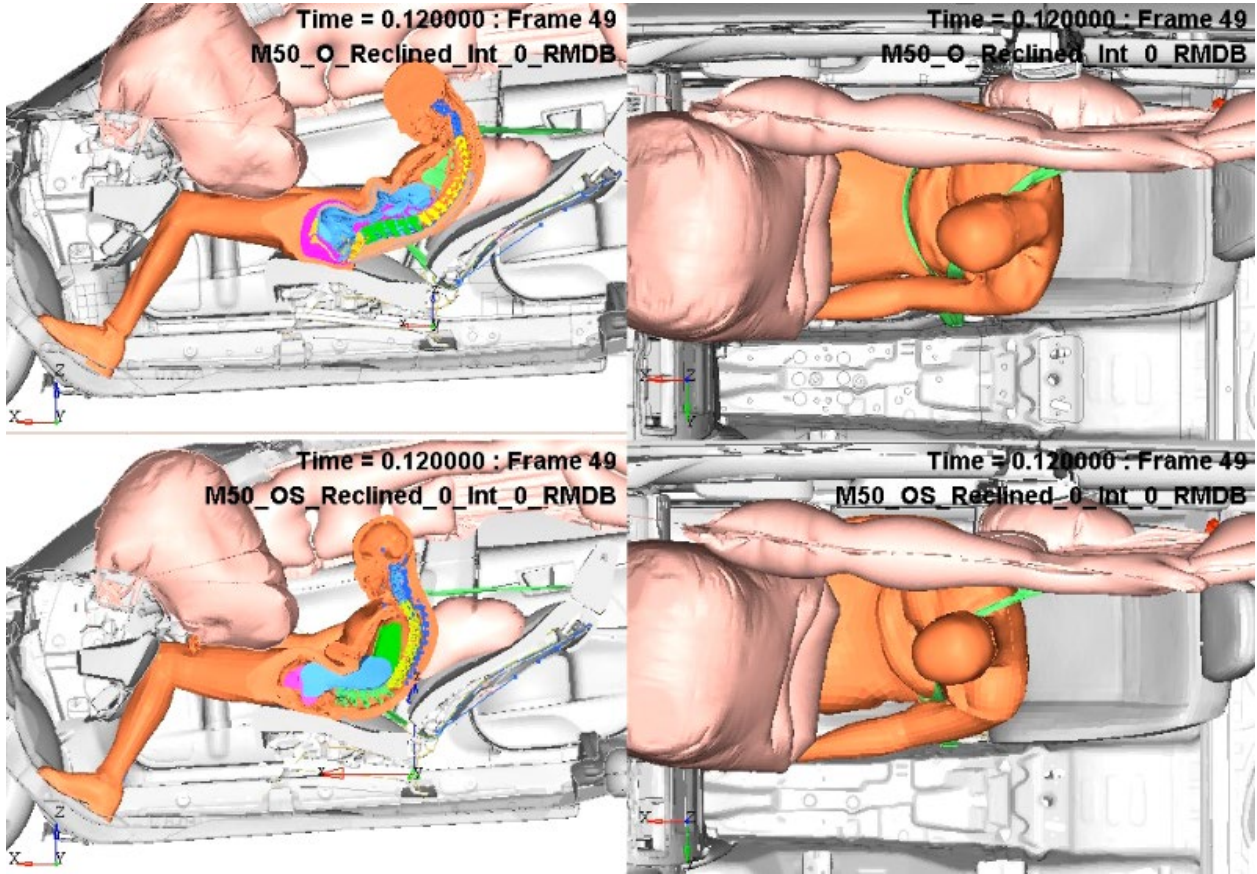 Time = 0.120000 : Frame 49
M50_O_Reclined_Int_0_RMDB
Time = 0.120000 : Frame 49
M50_O_Reclined_Int_0_RMDB
X
Y
Z
X
Y
X
Z
Y
Time = 0.120000 : Frame 49
M50_OS_Reclined_0_Int_0_RMDB
Time = 0.120000 : Frame 49
M50_OS_Reclined_0_Int_0_RMDB
X
Y
Z
X
Y
X
Z